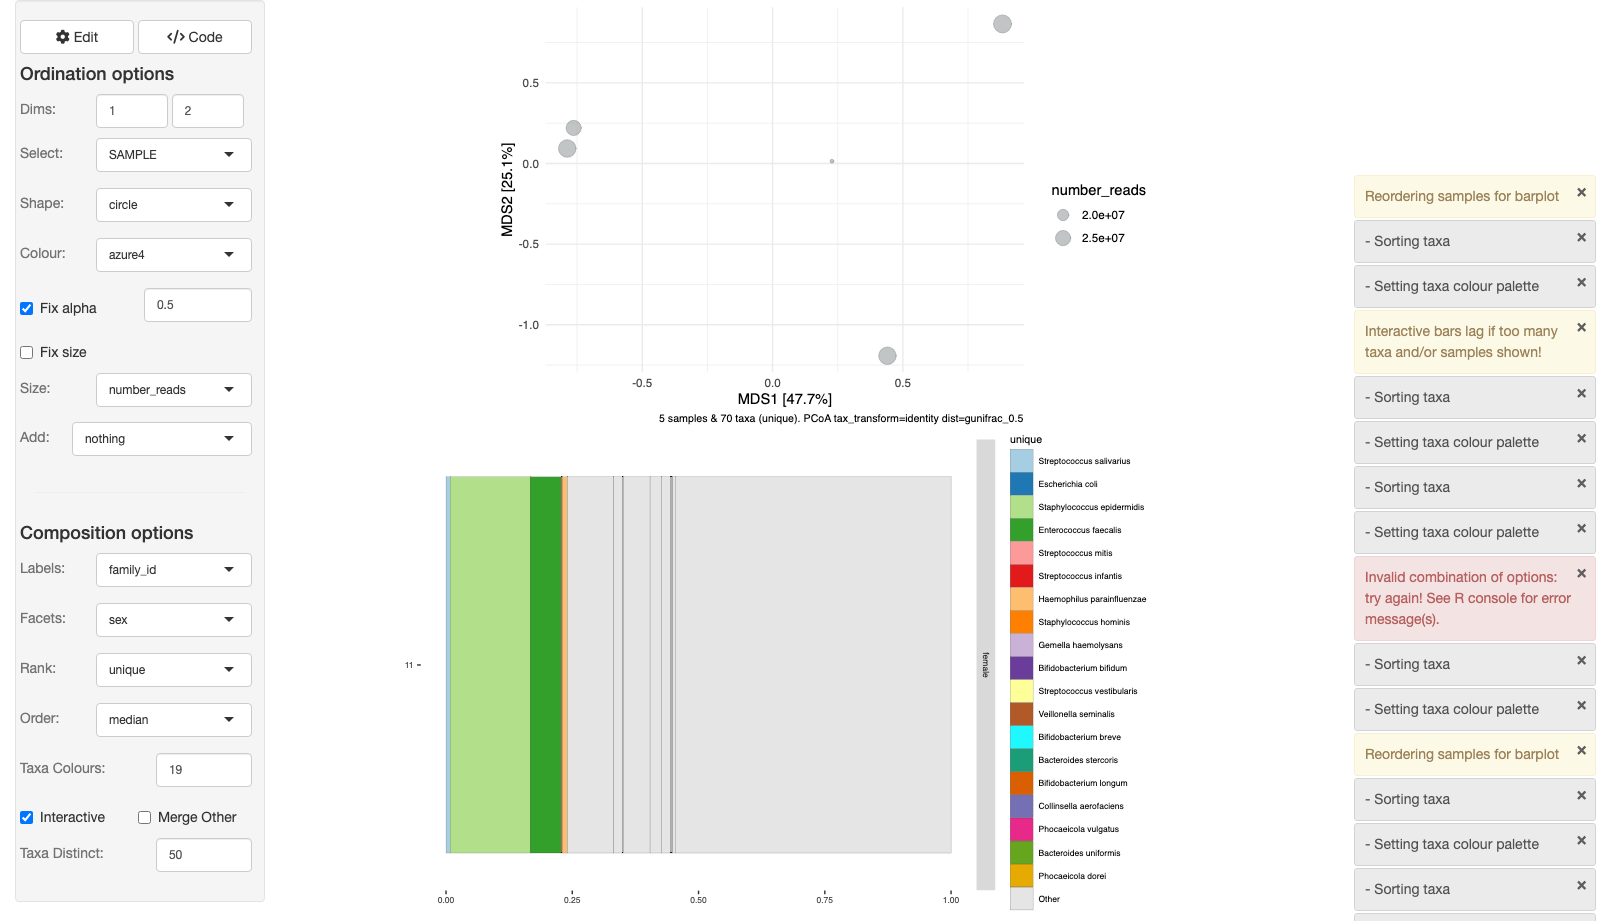 Edit
</> Code
Ordination options
Dims: 1 2
Select: SAMPLE
Shape: circle
Colour: azure4
Fix alpha 0.5
Fix size
Size: number_reads
Add: nothing
Composition options
Labels: family_id
Facets: sex
Rank: unique
Order: median
Taxa Colours: 19
Interactive Merge Other
Taxa Distinct: 50
MDS2 [25.1%]
0.5
0.0
-0.5
-1.0
-0.5 0.0 0.5
MDS1 [47.7%]
5 samples & 70 taxa (unique). PCoA tax_transform=identity dist=gunifrac_0.5
number_reads
2.0e+07
2.5e+07
11
0.00 0.25 0.50 0.75 1.00
female
unique
Streptococcus salivarius
Escherichia coli
Staphylococcus epidermidis
Enterococcus faecalis
Streptococcus mitis
Streptococcus infantis
Haemophilus parainfluenzae
Staphylococcus hominis
Gemella haemolysans
Bifidobacterium bifidum
Streptococcus vestibularis
Veillonella seminalis
Bifidobacterium breve
Bacteroides stercoris
Bifidobacterium longum
Collinsella aerofaciens
Phocaeicola vulgatus
Bacteroides uniformis
Phocaeicola dorei
Other
Reordering samples for barplot ×
- Sorting taxa ×
- Setting taxa colour palette ×
Interactive bars lag if too many ×
taxa and/or samples shown!
- Sorting taxa ×
- Setting taxa colour palette ×
- Sorting taxa ×
- Setting taxa colour palette ×
Invalid combination of options: ×
try again! See R console for error
message(s).
- Sorting taxa ×
- Setting taxa colour palette ×
Reordering samples for barplot ×
- Sorting taxa ×
- Setting taxa colour palette ×
- Sorting taxa ×